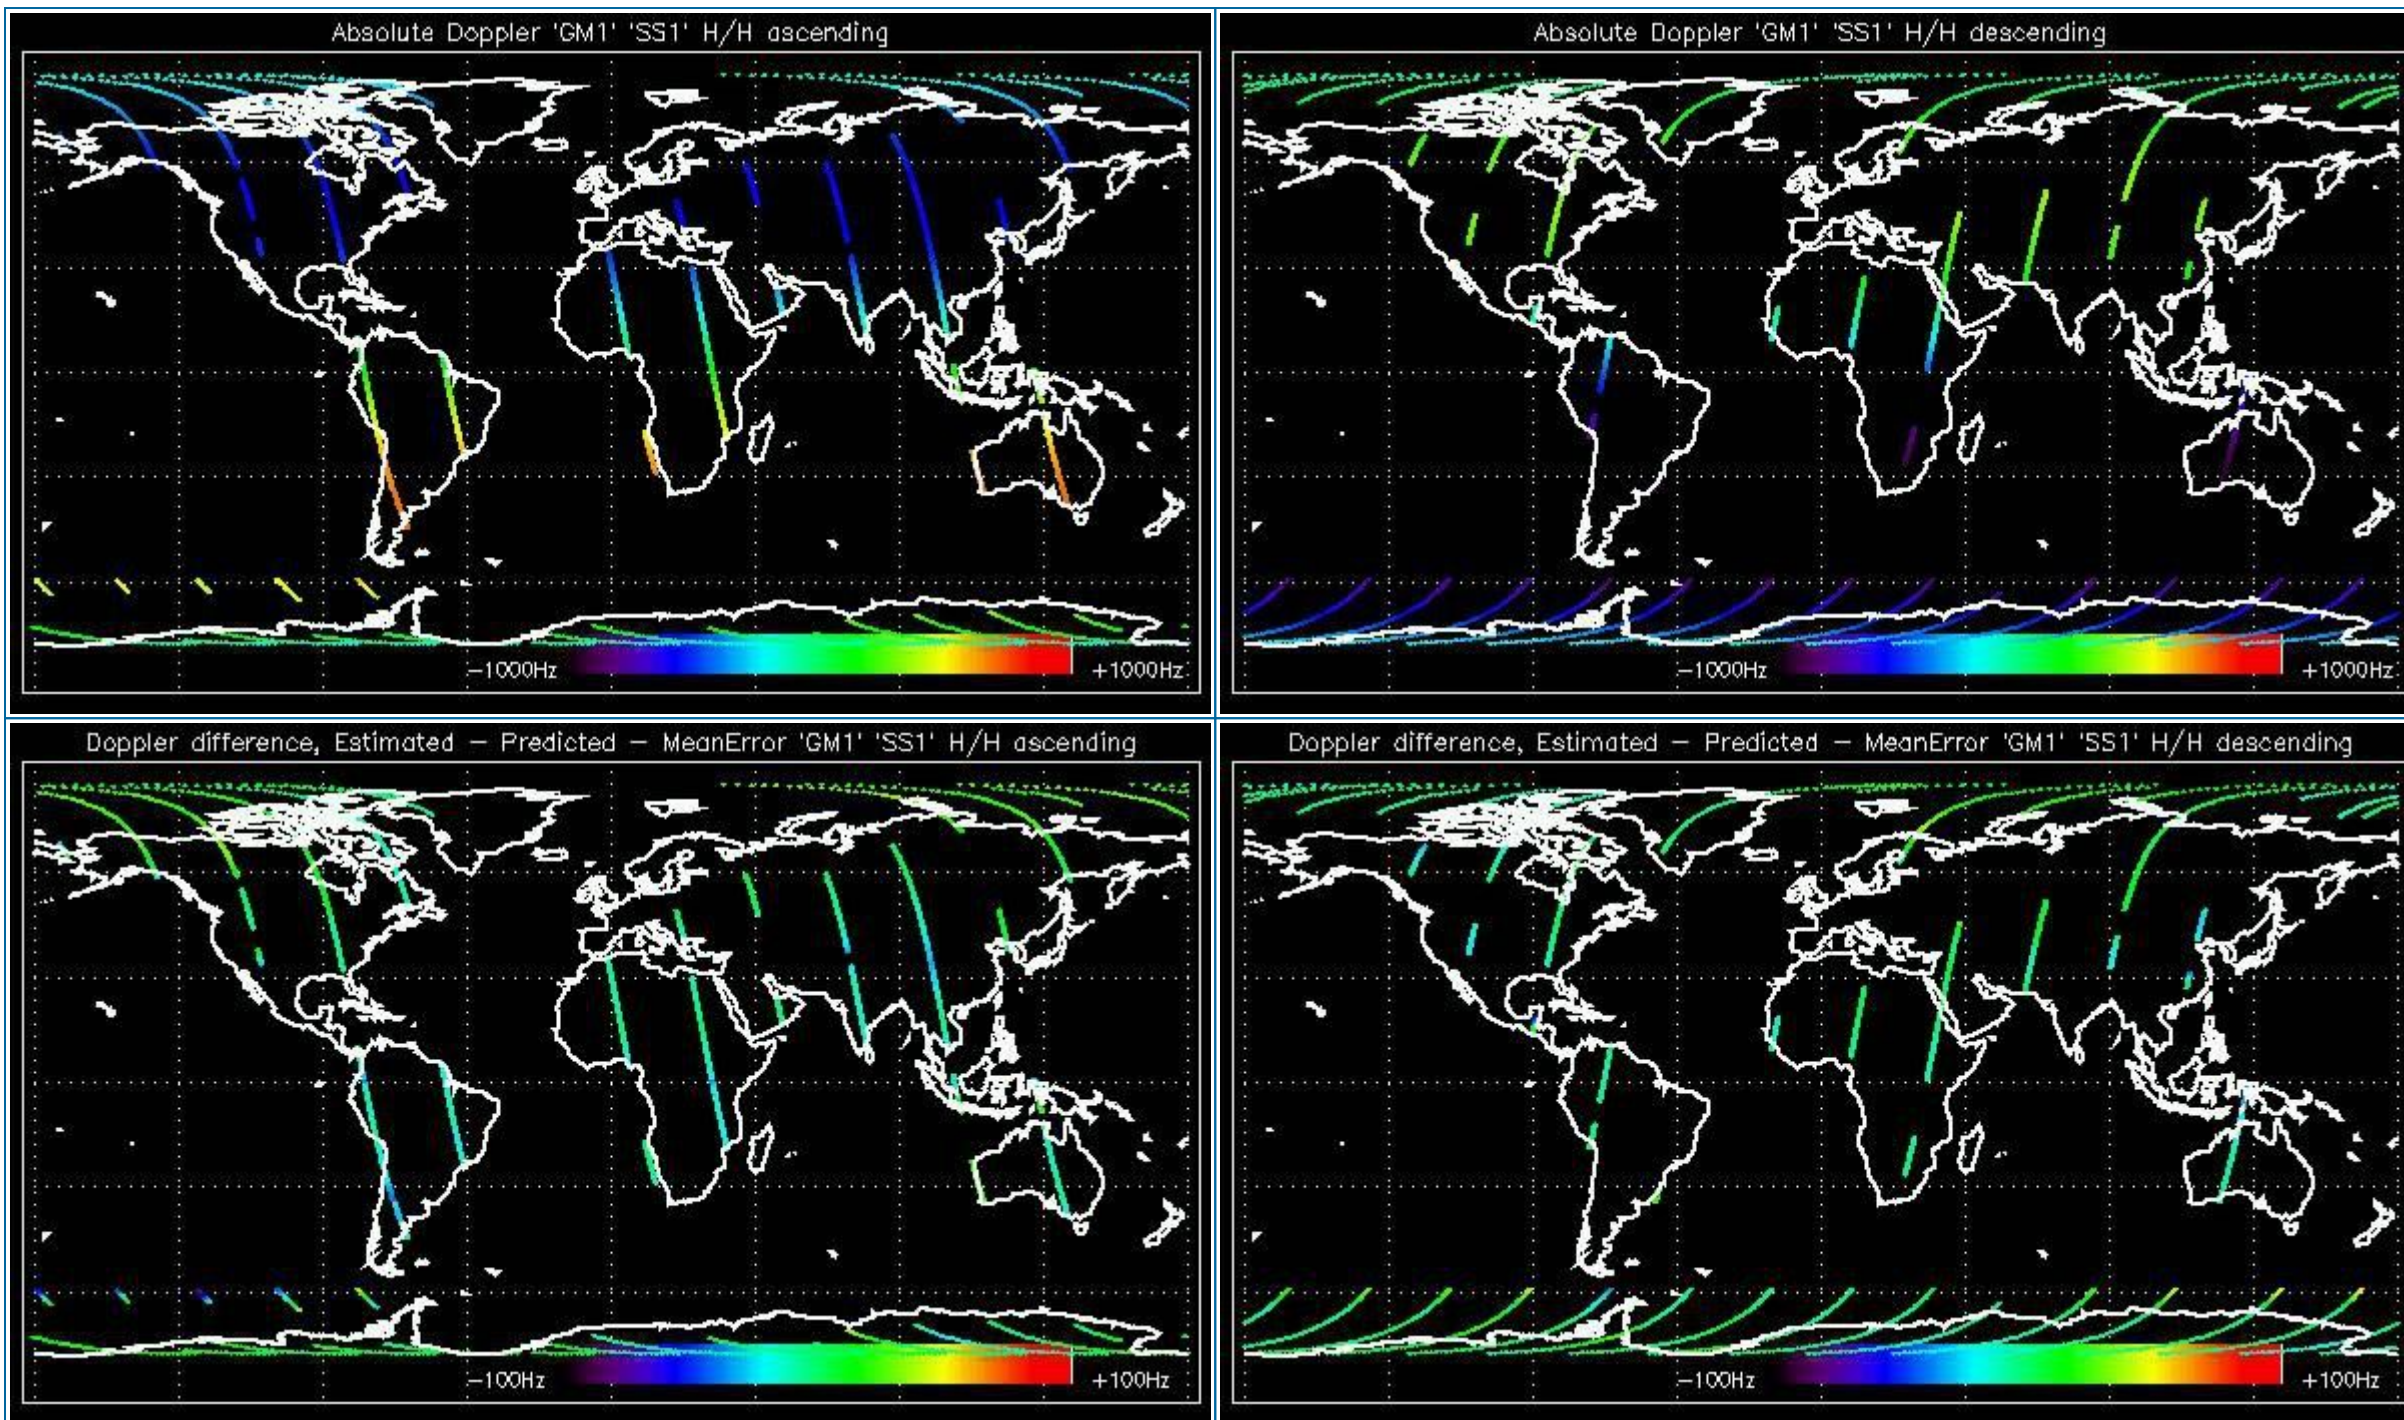 Absolute Doppler 'GM1' 'SS1' H/H ascending
-1000Hz
+1000Hz
Absolute Doppler 'GM1' 'SS1' H/H descending
-1000Hz
+1000Hz
Doppler difference, Estimated - Predicted - MeanError 'GM1' 'SS1' H/H ascending
-100Hz
+100Hz
Doppler difference, Estimated - Predicted - MeanError 'GM1' 'SS1' H/H descending
-100Hz
+100Hz